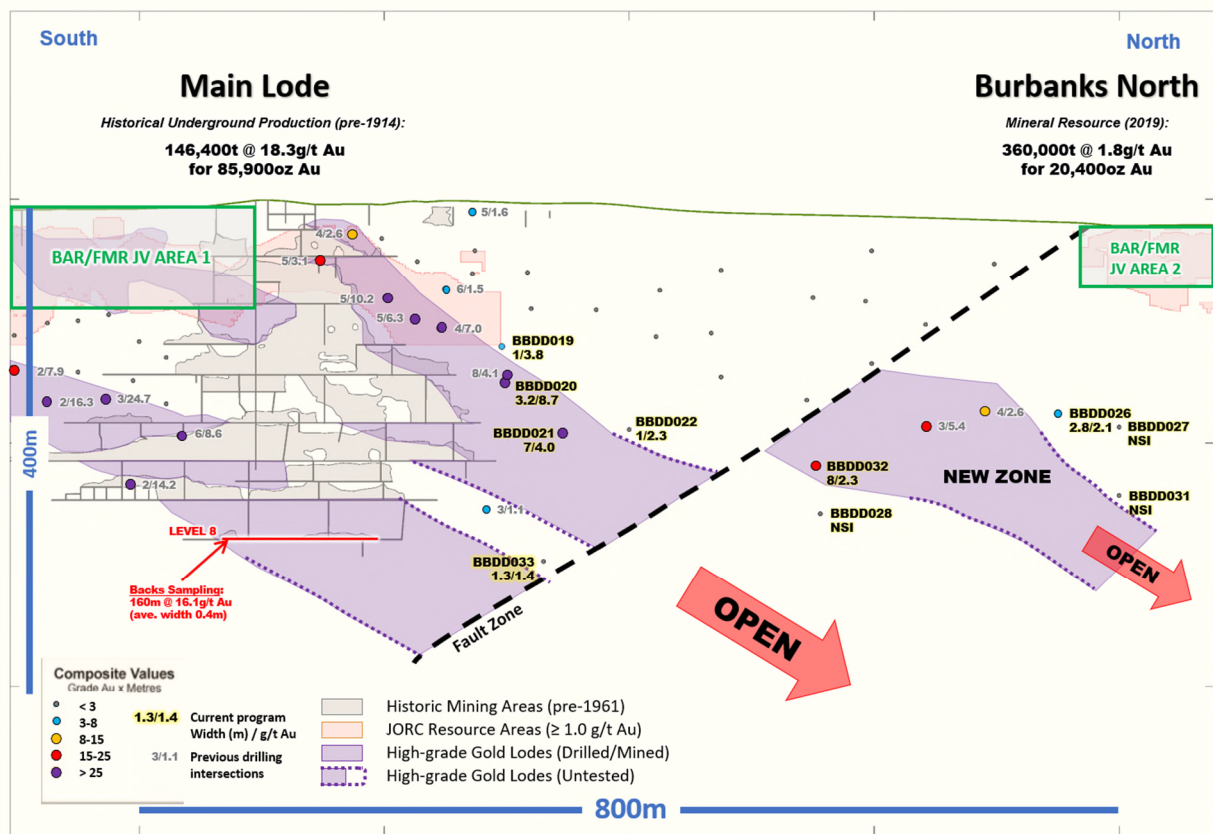 South
North
Main Lode
Historical Underground Production (pre-1914):
146,400t @ 18.3g/t Au
for 85,900oz Au
Burbanks North
Mineral Resource (2019):
360,000t @ 1.8g/t Au
for 20,400oz Au
BAR/FMR JV AREA 1
BAR/FMR
JV AREA 2
5/1.6
4/2.6
5/3.1
6/1.5
5/10.2
5/6.3
4/7.0
BBDD019
1/3.8
8/4.1
BBDD020
3.2/8.7
2/7.9
2/16.3
3/24.7
6/8.6
BBDD021
7/4.0
BBDD022
1/2.3
4/2.6
3/5.4
BBDD026
2.8/2.1
BBDD027
NSI
BBDD032
8/2.3
NEW ZONE
BBDD028
NSI
BBDD031
NSI
400m
2/14.2
3/1.1
LEVEL 8
BBDD033
1.3/1.4
OPEN
Backs Sampling:
160m @ 16.1g/t Au
(ave. width 0.4m)
Fault Zone
OPEN
Composite Values
Grade Au x Metres
< 3
3-8
8-15
15-25
> 25
1.3/1.4 Current program
Width (m) / g/t Au
3/1.1 Previous drilling
intersections
Historic Mining Areas (pre-1961)
JORC Resource Areas (≥ 1.0 g/t Au)
High-grade Gold Lodes (Drilled/Mined)
High-grade Gold Lodes (Untested)
800m